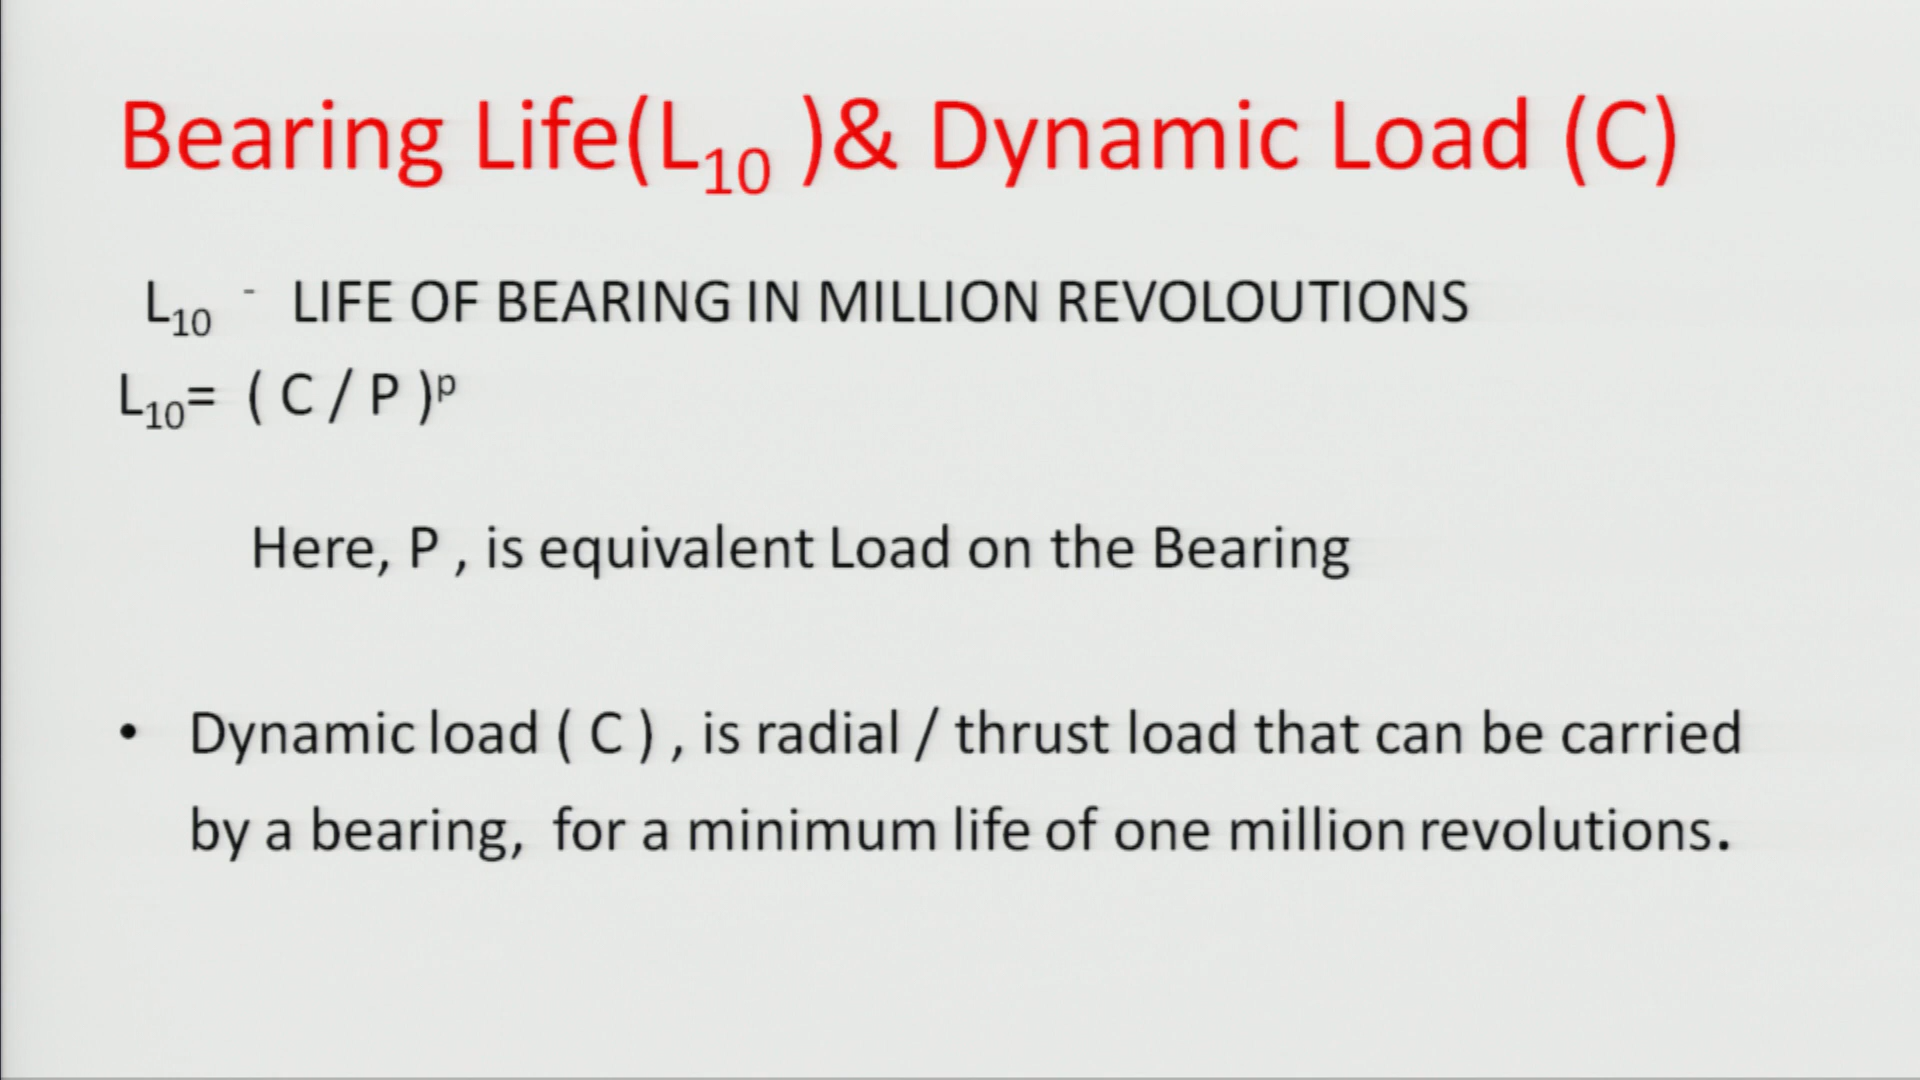 Bearing Life(L10 )& Dynamic Load (C)
L10 - LIFE OF BEARING IN MILLION REVOLOUTIONS
L10= ( C / P )p
Here, P , is equivalent Load on the Bearing
• Dynamic load ( C ) , is radial / thrust load that can be carried
by a bearing, for a minimum life of one million revolutions.